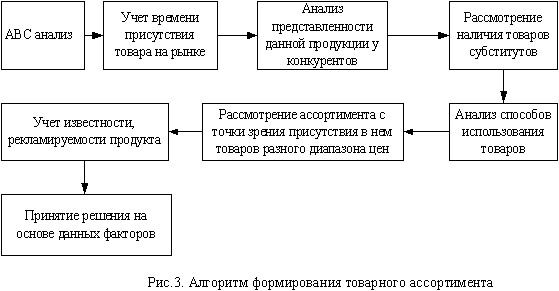 АВС анализ
Учет времени
присутствия
товара на рынке
Анализ
представленности
данной продукции у
конкурентов
Рассмотрение
наличия товаров
субститутов
Анализ способов
использования
товаров
Рассмотрение ассортимента с
точки зрения присутствия в нем
товаров разного диапазона цен
Учет известности,
рекламируемости продукта
Принятие решения на
основе данных факторов
Рис.3. Алгоритм формирования товарного ассортимента